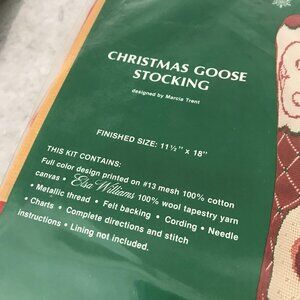 CHRISTMAS GOOSE
STOCKING
designed by Marcia Trent
FINISHED SIZE: 11½" x 18"
THIS KIT CONTAINS:
Full color design printed on #13 mesh 100% cotton
canvas • Elsa Williams 100% wool tapestry yarn
• Metallic thread • Felt backing • Cording • Needle
• Charts • Complete directions and stitch
instructions • Lining not included.